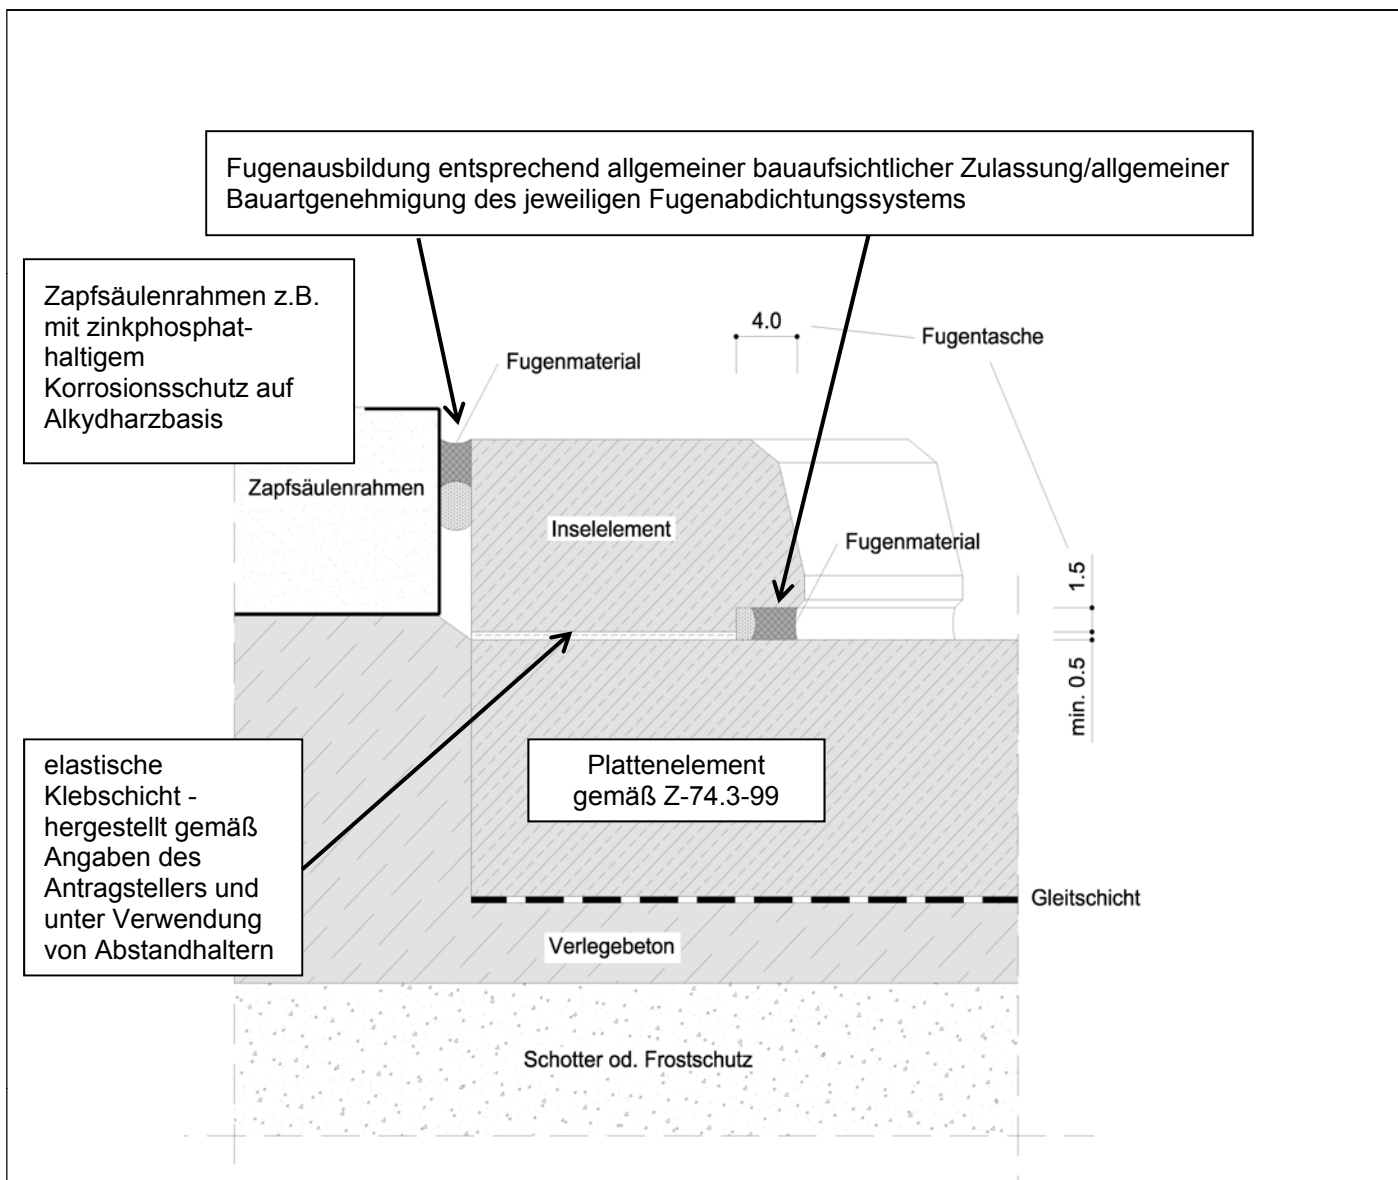 Fugenausbildung entsprechend allgemeiner bauaufsichtlicher Zulassung/allgemeiner
Bauartgenehmigung des jeweiligen Fugenabdichtungssystems
Zapfsäulenrahmen z.B.
mit zinkphosphat-
haltigem
Korrosionsschutz auf
Alkydharzbasis
4.0
Fugentasche
Fugenmaterial
Zapfsäulenrahmen
Inselelement
Fugenmaterial
1.5
min. 0.5
elastische
Klebschicht -
hergestellt gemäß
Angaben des
Antragstellers und
unter Verwendung
von Abstandhaltern
Plattenelement
gemäß Z-74.3-99
Gleitschicht
Verlegebeton
Schotter od. Frostschutz